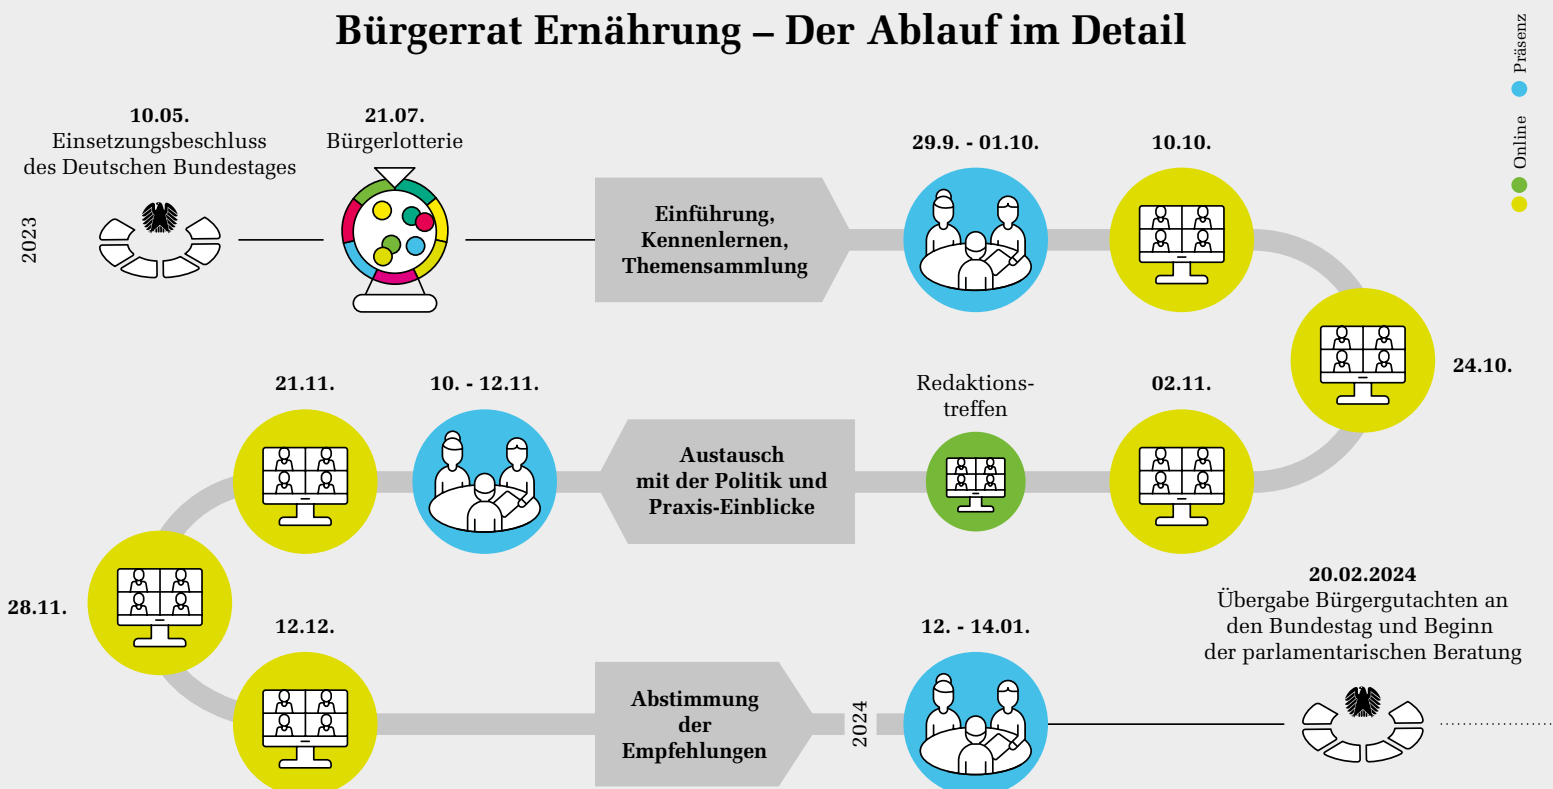 Bürgerrat Ernährung – Der Ablauf im Detail
Präsenz
Online
2023
10.05.
Einsetzungsbeschluss
des Deutschen Bundestages
21.07.
Bürgerlotterie
Einführung,
Kennenlernen,
Themensammlung
29.9. - 01.10.
10.10.
24.10.
02.11.
Redaktions-
treffen
Austausch
mit der Politik und
Praxis-Einblicke
10. - 12.11.
21.11.
28.11.
12.12.
Abstimmung
der
Empfehlungen
2024
12. - 14.01.
20.02.2024
Übergabe Bürgergutachten an
den Bundestag und Beginn
der parlamentarischen Beratung